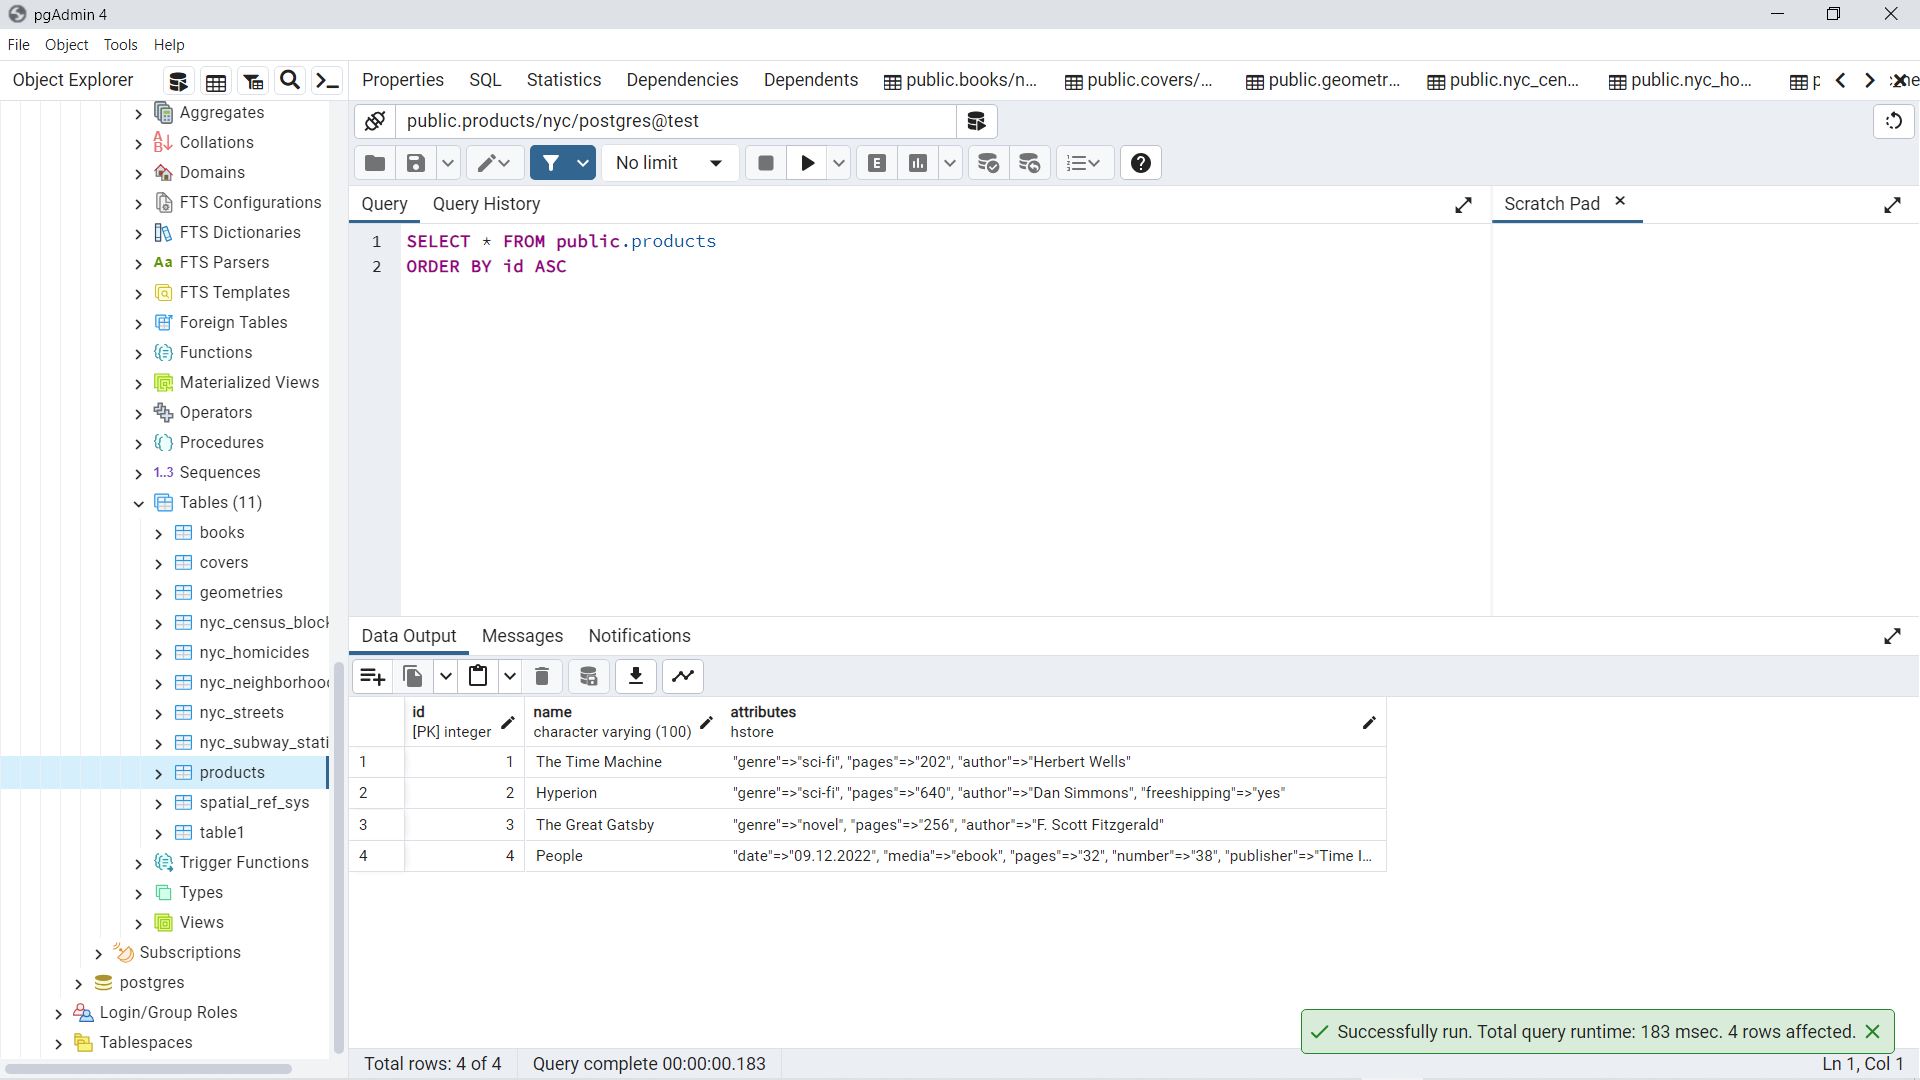 pgAdmin 4
File Object Tools Help
Object Explorer
Properties SQL Statistics Dependencies Dependents public.books/n... public.covers/... public.geometr... public.nyc_cen... public.nyc_ho...
Aggregates
Collations
Domains
FTS Configurations
FTS Dictionaries
Aa FTS Parsers
FTS Templates
Foreign Tables
Functions
Materialized Views
Operators
Procedures
1..3 Sequences
Tables (11)
books
covers
geometries
nyc_census_block
nyc_homicides
nyc_neighborhood
nyc_streets
nyc_subway_stati
products
spatial_ref_sys
table1
Trigger Functions
Types
Views
Subscriptions
postgres
Login/Group Roles
Tablespaces
public.products/nyc/postgres@test
No limit
E
Query Query History
Scratch Pad
1 SELECT * FROM public.products
2 ORDER BY id ASC
Data Output Messages Notifications
id name attributes
[PK] integer character varying (100) hstore
1 1 The Time Machine "genre"=>"sci-fi", "pages"=>"202", "author"=>"Herbert Wells"
2 2 Hyperion "genre"=>"sci-fi", "pages"=>"640", "author"=>"Dan Simmons", "freeshipping"=>"yes"
3 3 The Great Gatsby "genre"=>"novel", "pages"=>"256", "author"=>"F. Scott Fitzgerald"
4 4 People "date"=>"09.12.2022", "media"=>"ebook", "pages"=>"32", "number"=>"38", "publisher"=>"Time I...
Successfully run. Total query runtime: 183 msec. 4 rows affected.
Total rows: 4 of 4 Query complete 00:00:00.183 Ln 1, Col 1